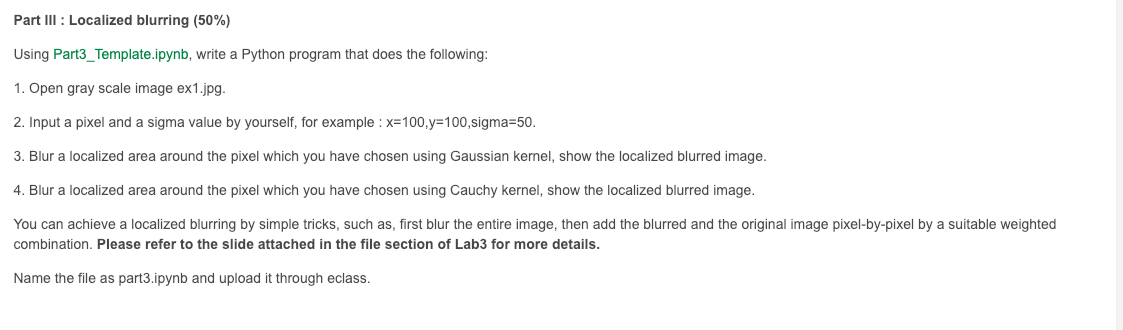 Part III : Localized blurring (50%)
Using Part3_Template.ipynb, write a Python program that does the following:
1. Open gray scale image ex1.jpg.
2. Input a pixel and a sigma value by yourself, for example : x=100,y=100,sigma=50.
3. Blur a localized area around the pixel which you have chosen using Gaussian kernel, show the localized blurred image.
4. Blur a localized area around the pixel which you have chosen using Cauchy kernel, show the localized blurred image.
You can achieve a localized blurring by simple tricks, such as, first blur the entire image, then add the blurred and the original image pixel-by-pixel by a suitable weighted
combination. Please refer to the slide attached in the file section of Lab3 for more details.
Name the file as part3.ipynb and upload it through eclass.